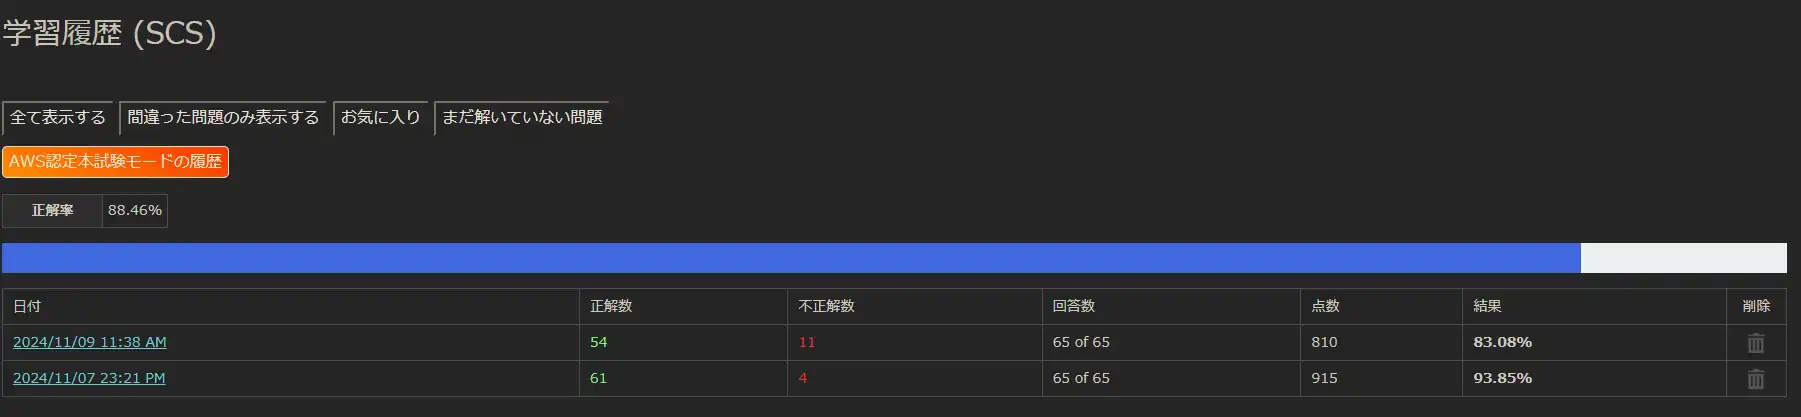 学習履歴 (SCS)
全て表示する 間違った問題のみ表示する お気に入り まだ解いていない問題
AWS認定本試験モードの履歴
正解率 88.46%
日付 正解数 不正解数 回答数 点数 結果 削除
2024/11/09 11:38 AM 54 11 65 of 65 810 83.08%
2024/11/07 23:21 PM 61 4 65 of 65 915 93.85%